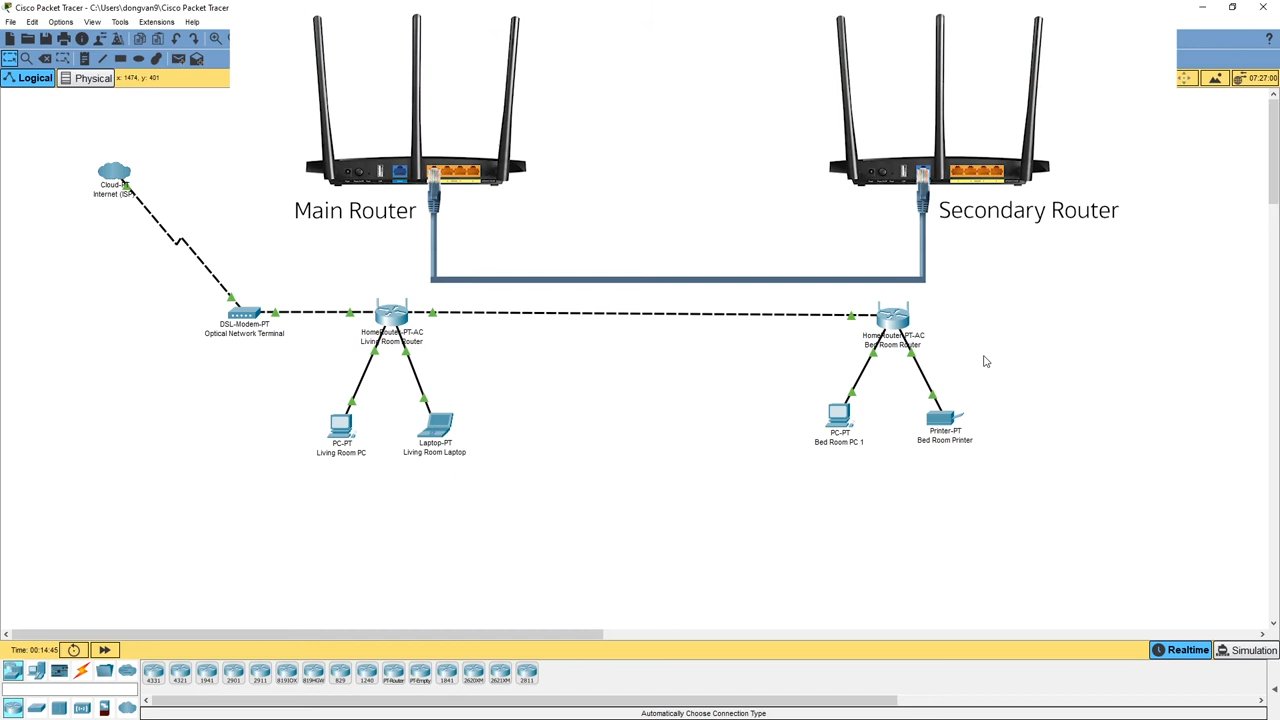 Cisco Packet Tracer - C:\Users\dongvan9\Cisco Packet Tracer
File Edit Options View Tools Extensions Help
Logical Physical x: 1474, y: 401
07:27:00
Main Router
Secondary Router
Cloud-PT
Internet (ISP)
DSL-Modem-PT
Optical Network Terminal
HomeRouter-PT-AC
Living Room Router
HomeRouter-PT-AC
Bed Room Router
PC-PT
Living Room PC
Laptop-PT
Living Room Laptop
PC-PT
Bed Room PC 1
Printer-PT
Bed Room Printer
Time: 00:14:45
Realtime Simulation
4331 4321 1941 2901 2911 819IOX 819HGW 829 1240 PT-Router PT-Empty 1841 2620XM 2621XM 2811
Automatically Choose Connection Type